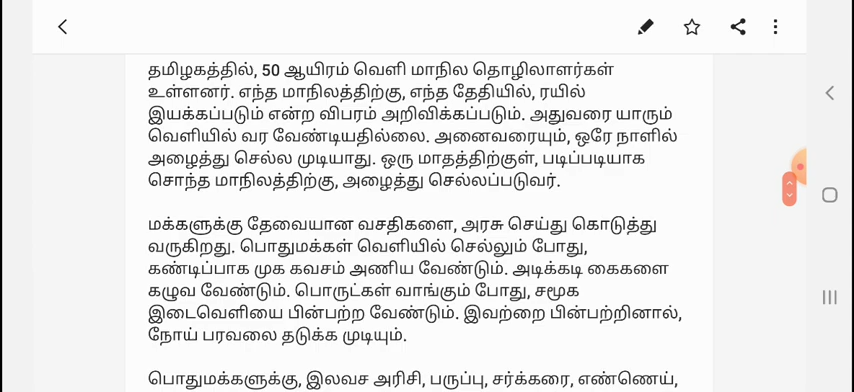 தமிழகத்தில், 50 ஆயிரம் வெளி மாநில தொழிலாளர்கள்
உள்ளனர். எந்த மாநிலத்திற்கு, எந்த தேதியில், ரயில்
இயக்கப்படும் என்ற விபரம் அறிவிக்கப்படும். அதுவரை யாரும்
வெளியில் வர வேண்டியதில்லை. அனைவரையும், ஒரே நாளில்
அழைத்து செல்ல முடியாது. ஒரு மாதத்திற்குள், படிப்படியாக
சொந்த மாநிலத்திற்கு, அழைத்து செல்லப்படுவர்.
மக்களுக்கு தேவையான வசதிகளை, அரசு செய்து கொடுத்து
வருகிறது. பொதுமக்கள் வெளியில் செல்லும் போது,
கண்டிப்பாக முக கவசம் அணிய வேண்டும். அடிக்கடி கைகளை
கழுவ வேண்டும். பொருட்கள் வாங்கும் போது, சமூக
இடைவெளியை பின்பற்ற வேண்டும். இவற்றை பின்பற்றினால்,
நோய் பரவலை தடுக்க முடியும்.
பொதுமக்களுக்கு, இலவச அரிசி, பருப்பு, சர்க்கரை, எண்ணெய்,